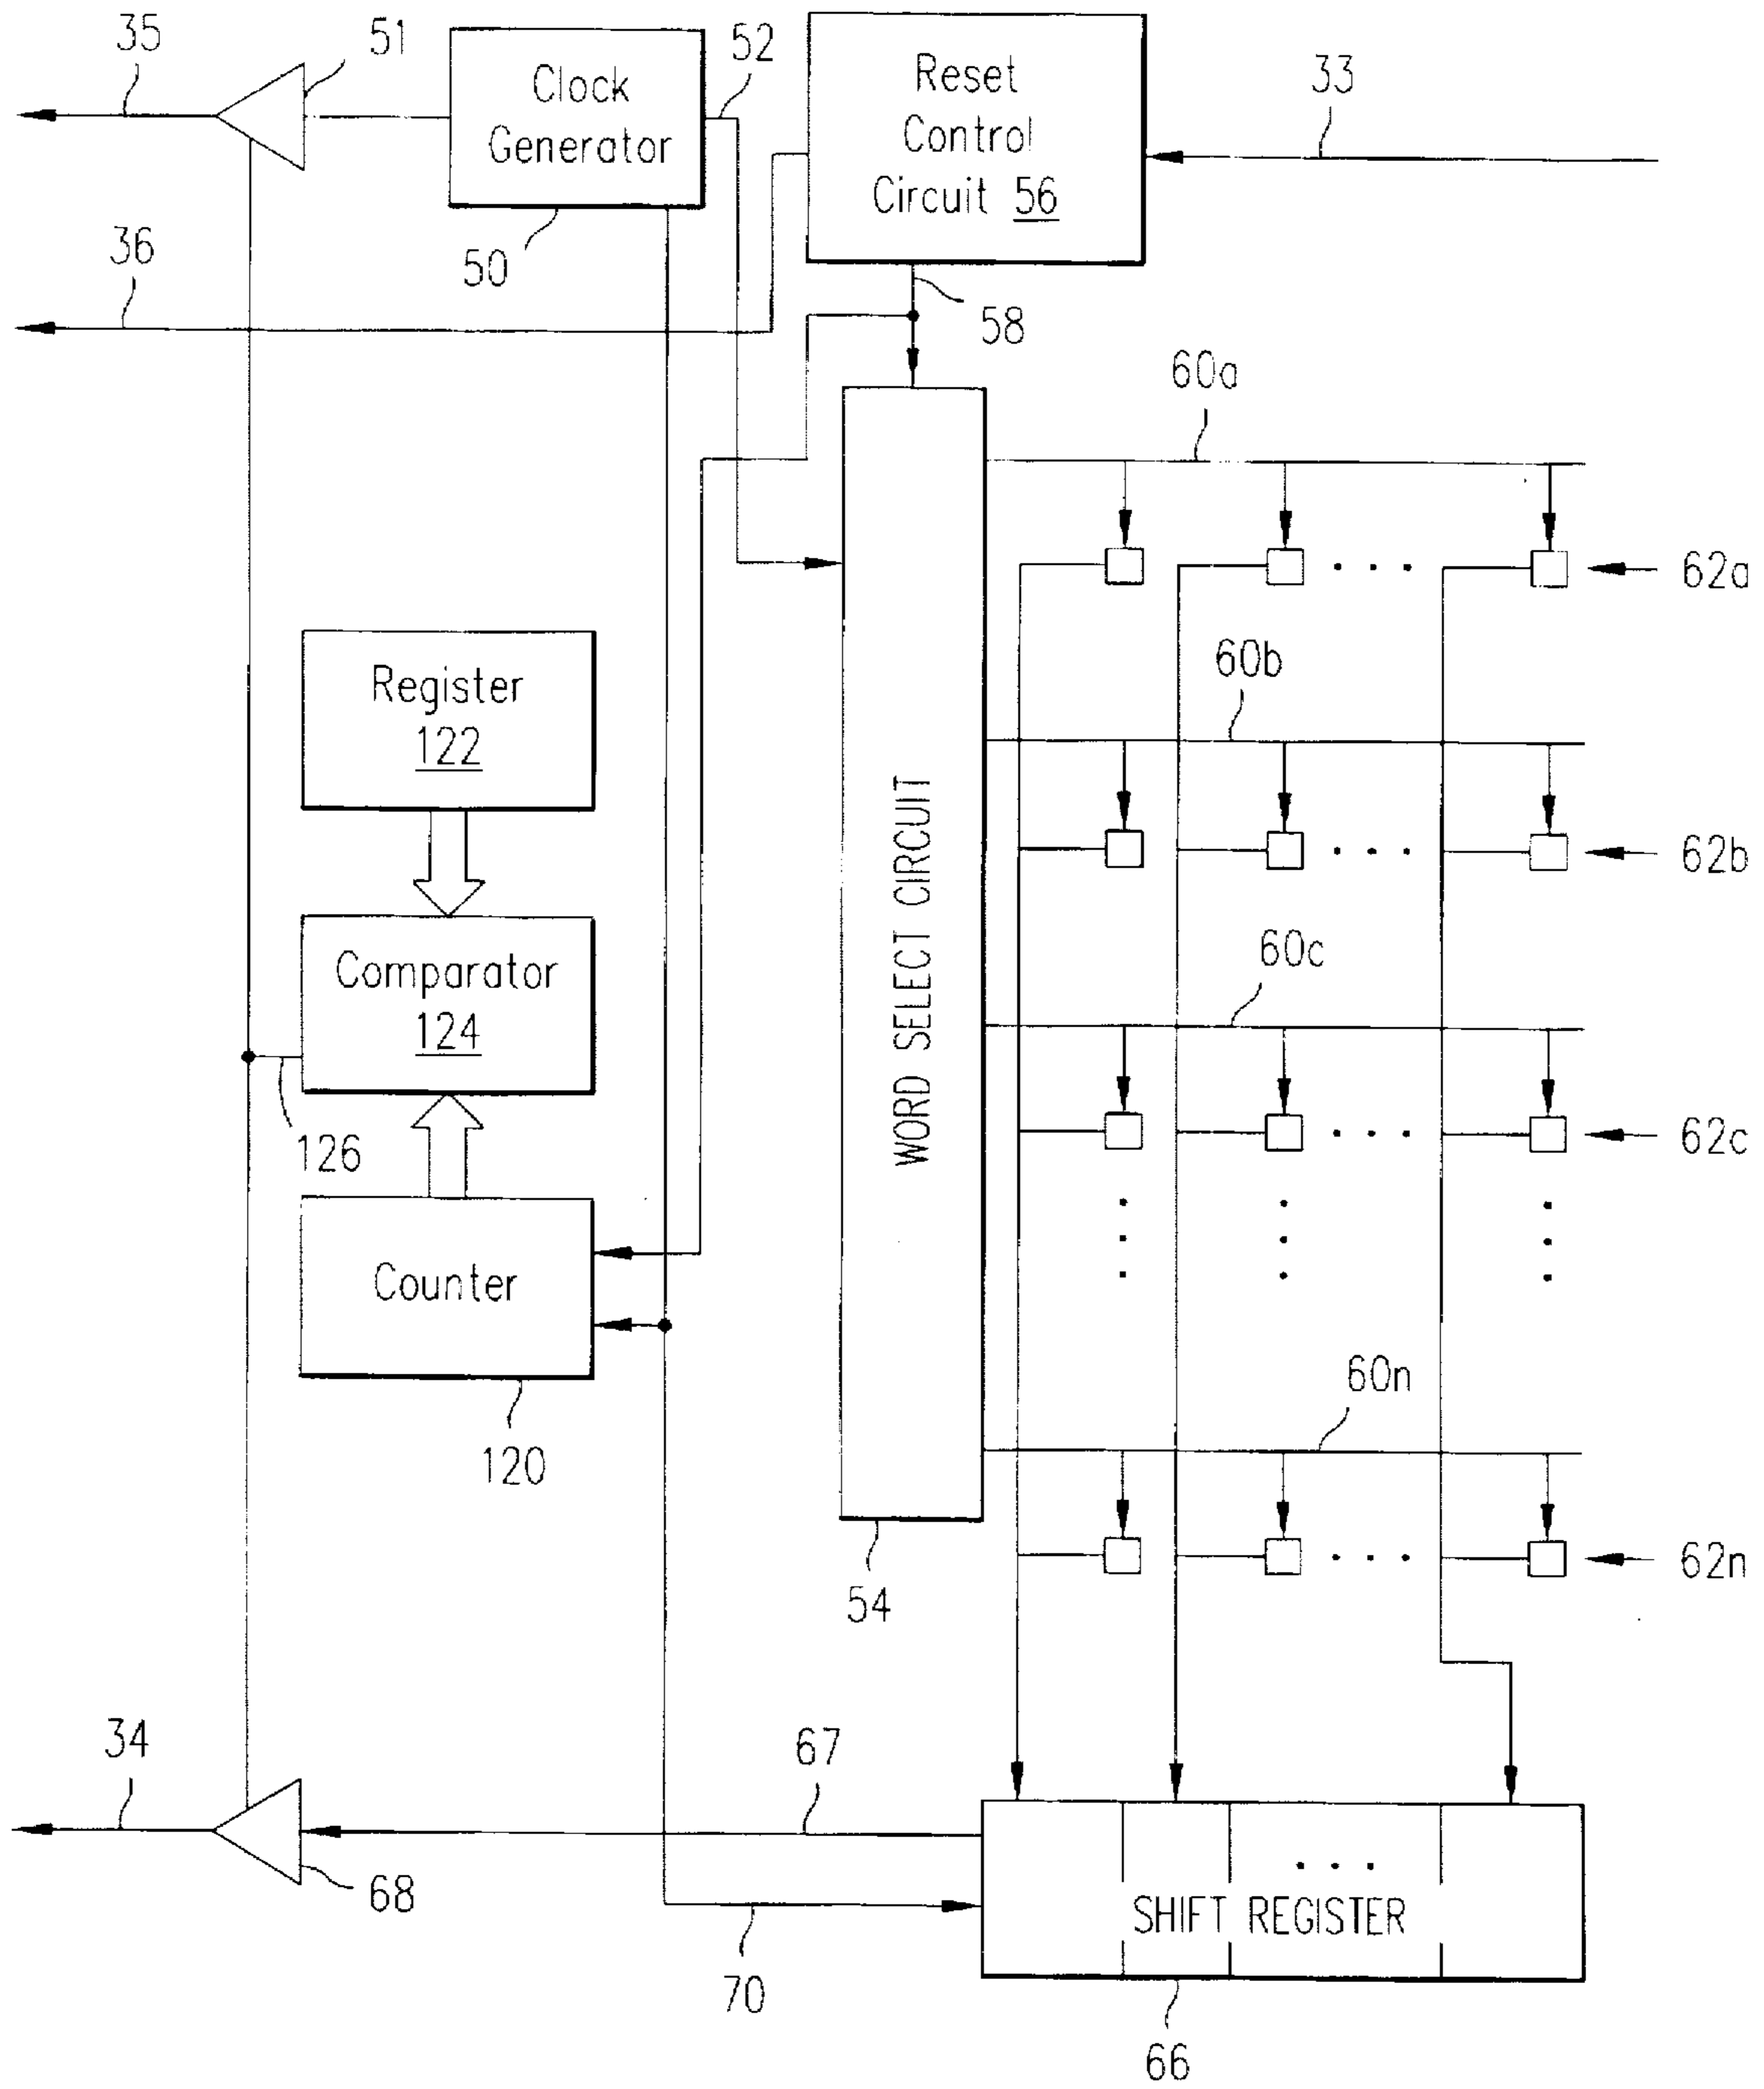 35
51
Clock
Generator
52
Reset
Control
Circuit 56
33
36
50
58
60a
62a
Register
122
60b
62b
WORD SELECT CIRCUIT
Comparator
124
60c
126
62c
Counter
60n
120
54
62n
34
67
68
SHIFT REGISTER
70
66